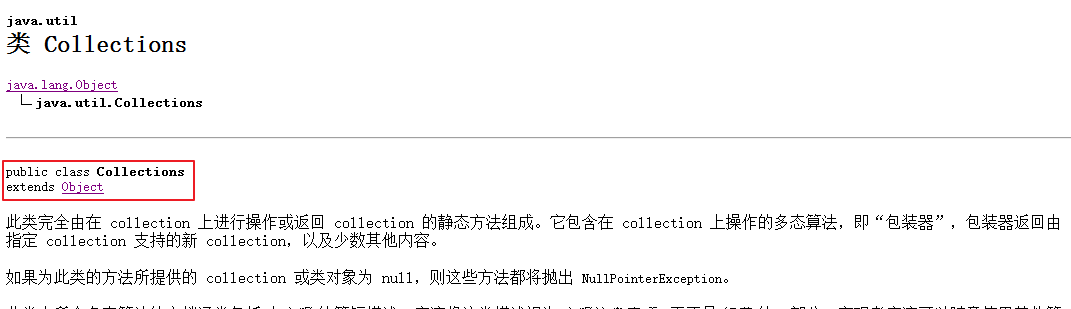 java.util
类 Collections
java.lang.Object
java.util.Collections
public class Collections
extends Object
此类完全由在 collection 上进行操作或返回 collection 的静态方法组成。它包含在 collection 上操作的多态算法，即“包装器”，包装器返回由
指定 collection 支持的新 collection，以及少数其他内容。
如果为此类的方法所提供的 collection 或类对象为 null，则这些方法都将抛出 NullPointerException。